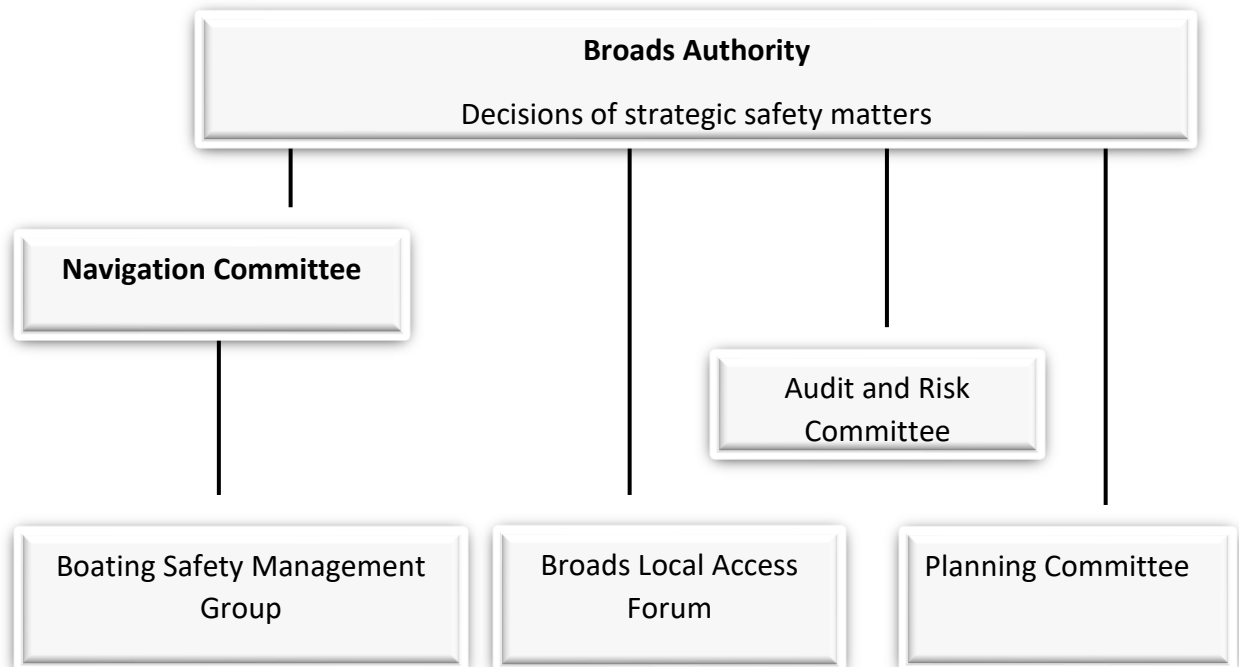 Broads Authority
Decisions of strategic safety matters
Navigation Committee
Audit and Risk
Committee
Boating Safety Management
Group
Broads Local Access
Forum
Planning Committee